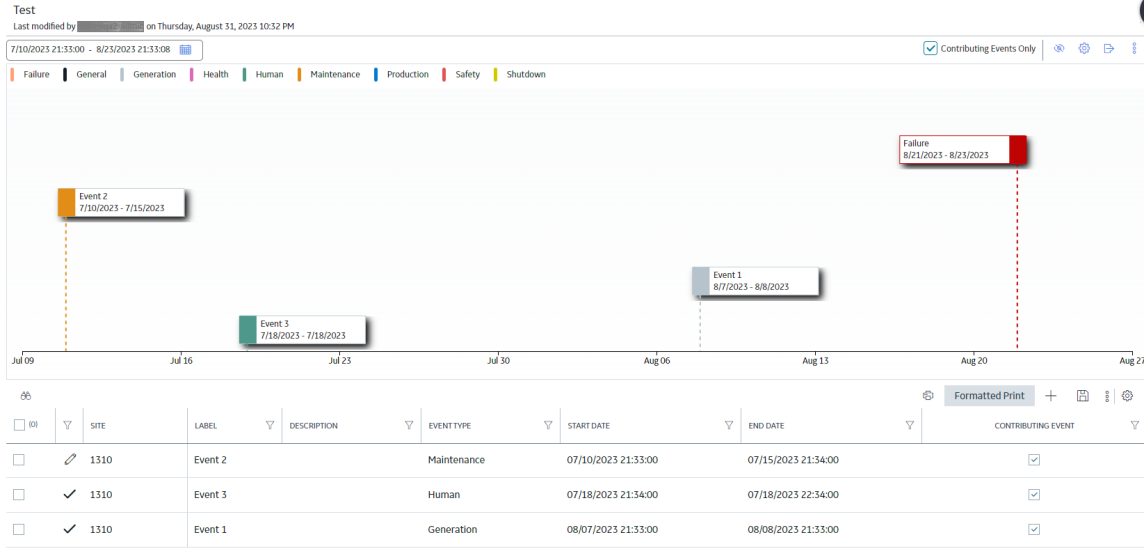 Test
Last modified by on Thursday, August 31, 2023 10:32 PM
7/10/2023 21:33:00 - 8/23/2023 21:33:08
Contributing Events Only
Failure General Generation Health Human Maintenance Production Safety Shutdown
Failure
8/21/2023 - 8/23/2023
Event 2
7/10/2023 - 7/15/2023
Event 1
8/7/2023 - 8/8/2023
Event 3
7/18/2023 - 7/18/2023
Jul 09 Jul 16 Jul 23 Jul 30 Aug 06 Aug 13 Aug 20 Aug 27
Formatted Print
(0) SITE LABEL DESCRIPTION EVENT TYPE START DATE END DATE CONTRIBUTING EVENT
1310 Event 2 Maintenance 07/10/2023 21:33:00 07/15/2023 21:34:00
1310 Event 3 Human 07/18/2023 21:34:00 07/18/2023 22:34:00
1310 Event 1 Generation 08/07/2023 21:33:00 08/08/2023 21:33:00